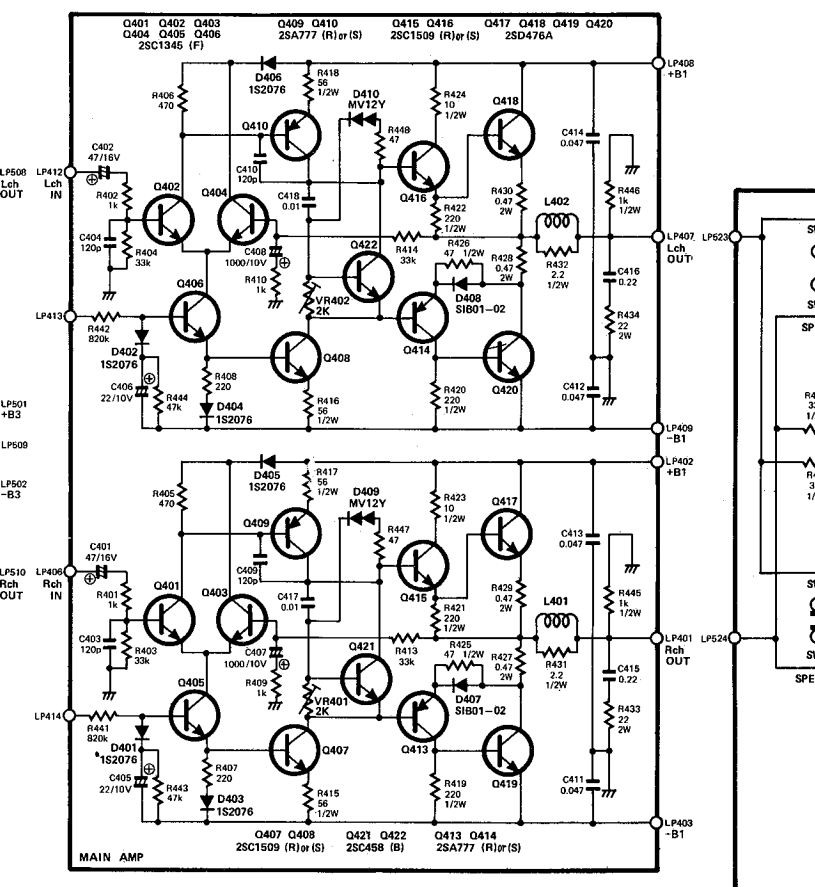 Q401 Q402 Q403
Q404 Q405 Q406
2SC1345 (F)
Q409 Q410
2SA777 (R)or(S)
Q415 Q416
2SC1509 (R)or(S)
Q417 Q418 Q419 Q420
2SD476A
LP408
+B1
D406
1S2076
R418
56
1/2W
D410
MV12Y
R424
10
1/2W
Q418
R406
470
Q410
R448
47
C414
0.047
C402
47/16V
LP508
Lch
OUT
LP412
Lch
IN
R402
1k
Q402
Q404
C410
120p
C418
0.01
Q416
R422
220
1/2W
R430
0.47
2W
L402
R446
1k
1/2W
C404
120p
R404
33k
C408
1000/10V
R410
1k
Q422
R414
33k
R426
47 1/2W
R428
0.47
2W
R432
2.2
1/2W
LP407
Lch
OUT
LP623
C416
0.22
Q406
VR402
2K
D408
SIB01-02
R434
22
2W
LP413
R442
820k
D402
1S2076
Q408
Q414
Q420
C406
22/10V
R444
47k
R408
220
D404
1S2076
R416
56
1/2W
R420
220
1/2W
C412
0.047
LP501
+B3
LP409
-B1
LP509
LP502
-B3
LP402
+B1
D405
1S2076
R417
56
1/2W
D409
MV12Y
R423
10
1/2W
Q417
R405
470
Q409
R447
47
C413
0.047
C401
47/16V
LP510
Rch
OUT
LP406
Rch
IN
R401
1k
Q401
Q403
C409
120p
C417
0.01
Q415
R421
220
1/2W
R429
0.47
2W
L401
R445
1k
1/2W
C403
120p
R403
33k
C407
1000/10V
R409
1k
Q421
R413
33k
R425
47 1/2W
R427
0.47
2W
R431
2.2
1/2W
LP401
Rch
OUT
LP524
C415
0.22
Q405
VR401
2K
D407
SIB01-02
R433
22
2W
LP414
R441
820k
D401
1S2076
Q407
Q413
Q419
C405
22/10V
R443
47k
R407
220
D403
1S2076
R415
56
1/2W
R419
220
1/2W
C411
0.047
LP403
-B1
Q407 Q408
2SC1509 (R)or(S)
Q421 Q422
2SC458 (B)
Q413 Q414
2SA777 (R)or(S)
MAIN AMP
SP
SPE